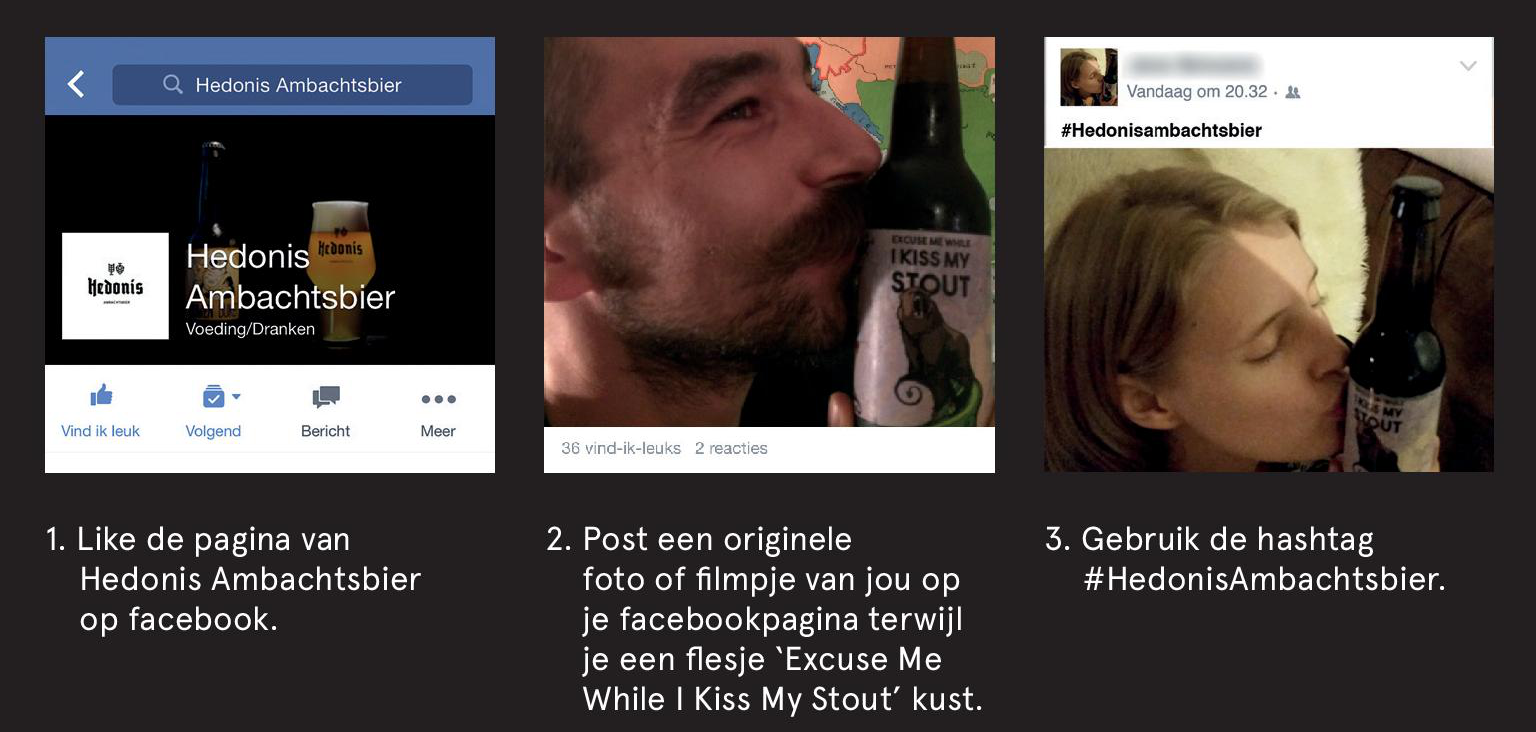 Hedonis Ambachtsbier
Hedonis
Hedonis
AMBACHTSBIER
Hedonis
Ambachtsbier
Voeding/Dranken
Vind ik leuk
Volgend
Bericht
Meer
1. Like de pagina van
Hedonis Ambachtsbier
op facebook.
EXCUSE ME WHILE
I KISS MY
STOUT
36 vind-ik-leuks 2 reacties
2. Post een originele
foto of filmpje van jou op
je facebookpagina terwijl
je een flesje ‘Excuse Me
While I Kiss My Stout’ kust.
Vandaag om 20.32 ·
#Hedonisambachtsbier
KISS MY
STOUT
3. Gebruik de hashtag
#HedonisAmbachtsbier.